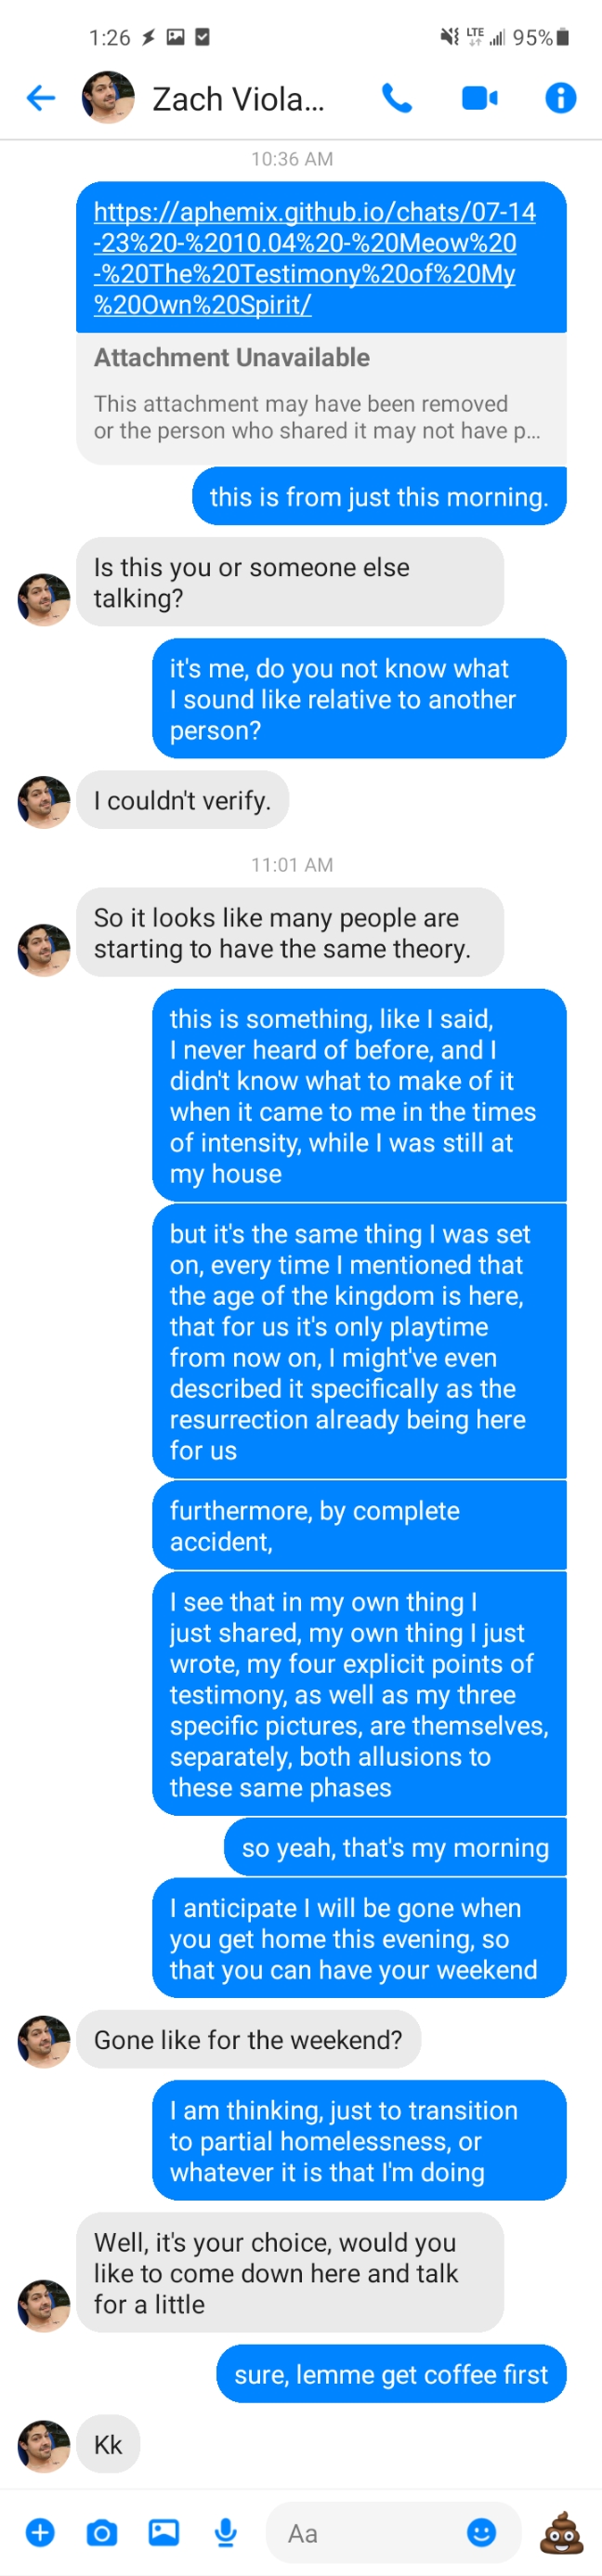 1:26
LTE 95%
Zach Viola...
10:36 AM
https://aphemix.github.io/chats/07-14
-23%20-%2010.04%20-%20Meow%20
-%20The%20Testimony%20of%20My
%20Own%20Spirit/
Attachment Unavailable
This attachment may have been removed
or the person who shared it may not have p...
this is from just this morning.
Is this you or someone else
talking?
it's me, do you not know what
I sound like relative to another
person?
I couldn't verify.
11:01 AM
So it looks like many people are
starting to have the same theory.
this is something, like I said,
I never heard of before, and I
didn't know what to make of it
when it came to me in the times
of intensity, while I was still at
my house
but it's the same thing I was set
on, every time I mentioned that
the age of the kingdom is here,
that for us it's only playtime
from now on, I might've even
described it specifically as the
resurrection already being here
for us
furthermore, by complete
accident,
I see that in my own thing I
just shared, my own thing I just
wrote, my four explicit points of
testimony, as well as my three
specific pictures, are themselves,
separately, both allusions to
these same phases
so yeah, that's my morning
I anticipate I will be gone when
you get home this evening, so
that you can have your weekend
Gone like for the weekend?
I am thinking, just to transition
to partial homelessness, or
whatever it is that I'm doing
Well, it's your choice, would you
like to come down here and talk
for a little
sure, lemme get coffee first
Kk
Aa